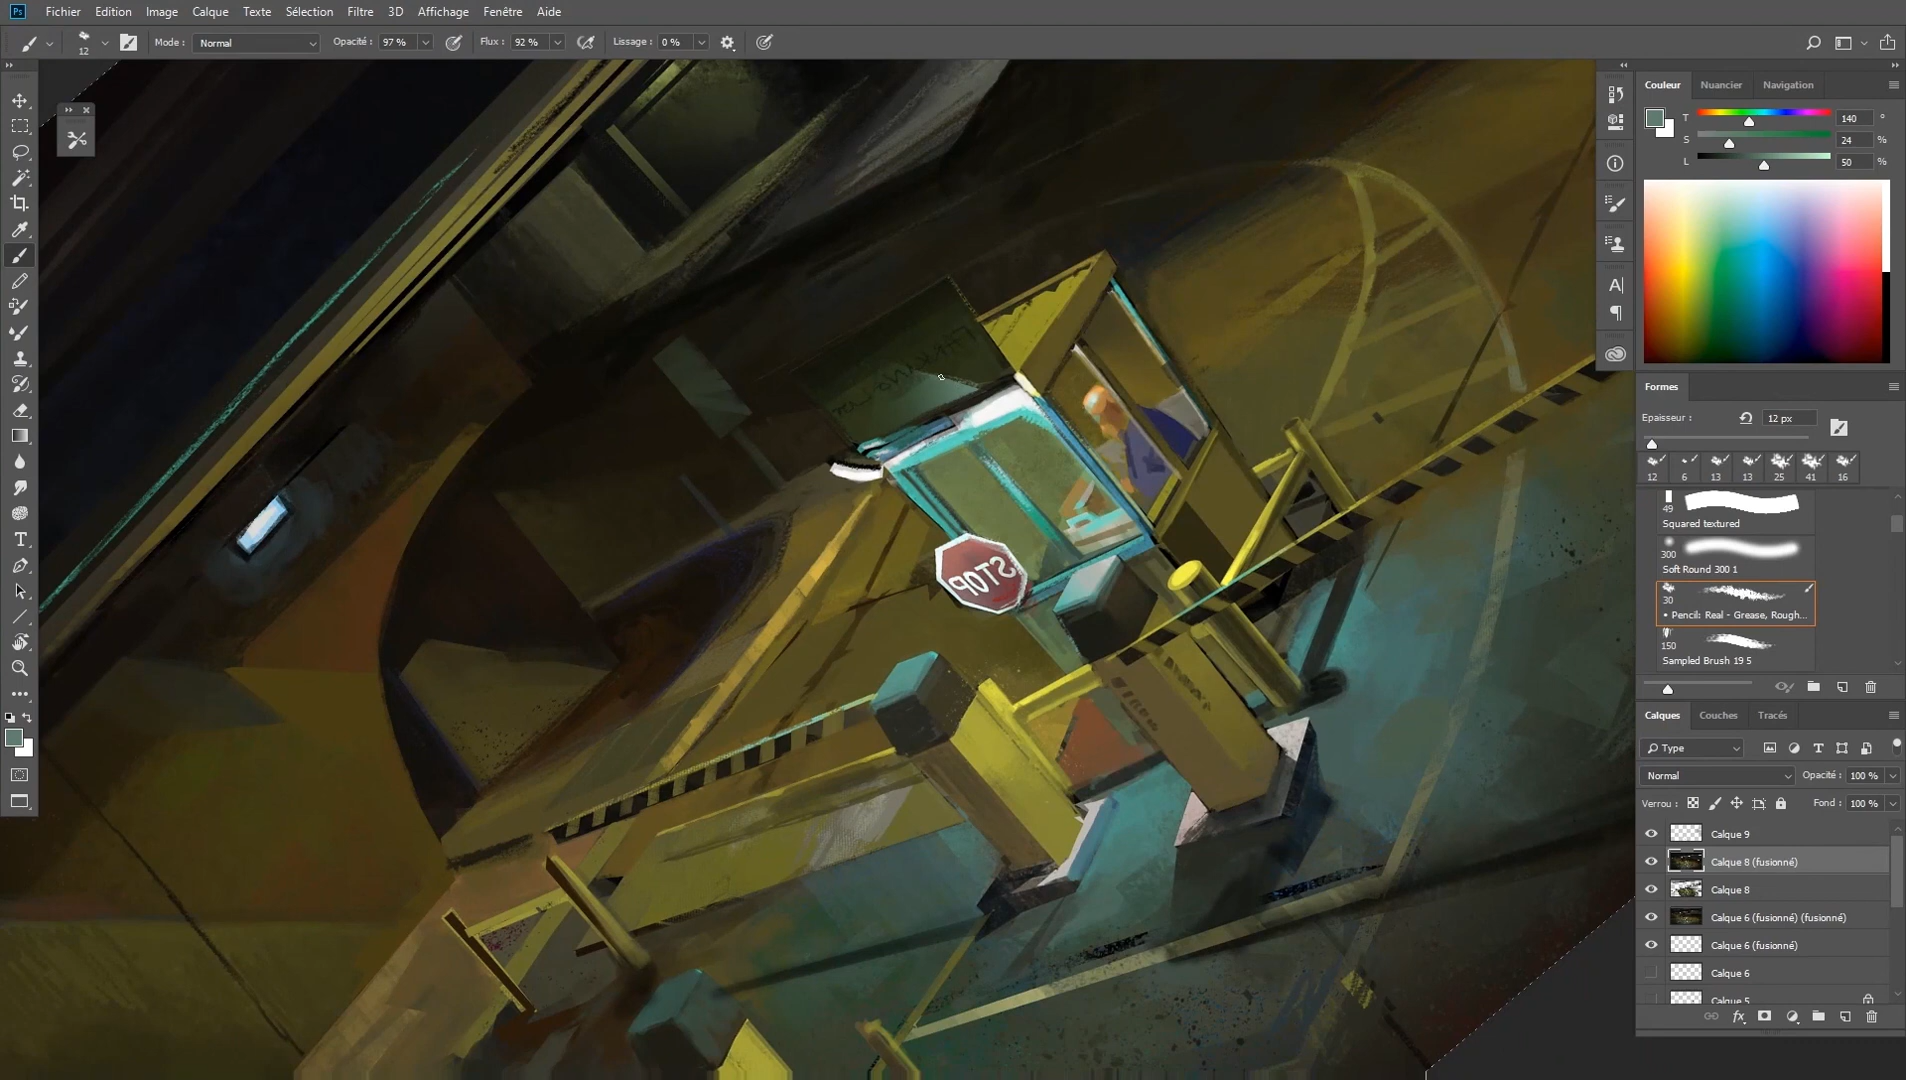 Ps Fichier Edition Image Calque Texte Sélection Filtre 3D Affichage Fenêtre Aide
12 Mode : Normal Opacité : 97 % Flux : 92 % Lissage : 0 %
Couleur Nuancier Navigation
T 140 °
S 24 %
L 50 %
Formes
Epaisseur : 12 px
12 6 13 13 25 41 16
49
Squared textured
300
Soft Round 300 1
30
• Pencil: Real - Grease, Rough...
150
Sampled Brush 19 5
Calques Couches Tracés
Type
Normal Opacité : 100 %
Verrou : Fond : 100 %
Calque 9
Calque 8 (fusionné)
Calque 8
Calque 6 (fusionné) (fusionné)
Calque 6 (fusionné)
Calque 6
Calque 5
STOP